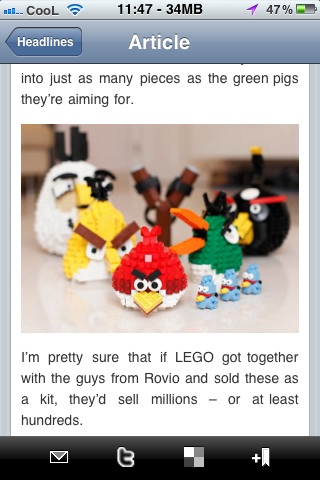 CooL 11:47 - 34MB 47%
Headlines Article
into just as many pieces as the green pigs
they're aiming for.
I'm pretty sure that if LEGO got together
with the guys from Rovio and sold these as
a kit, they'd sell millions – or at least
hundreds.